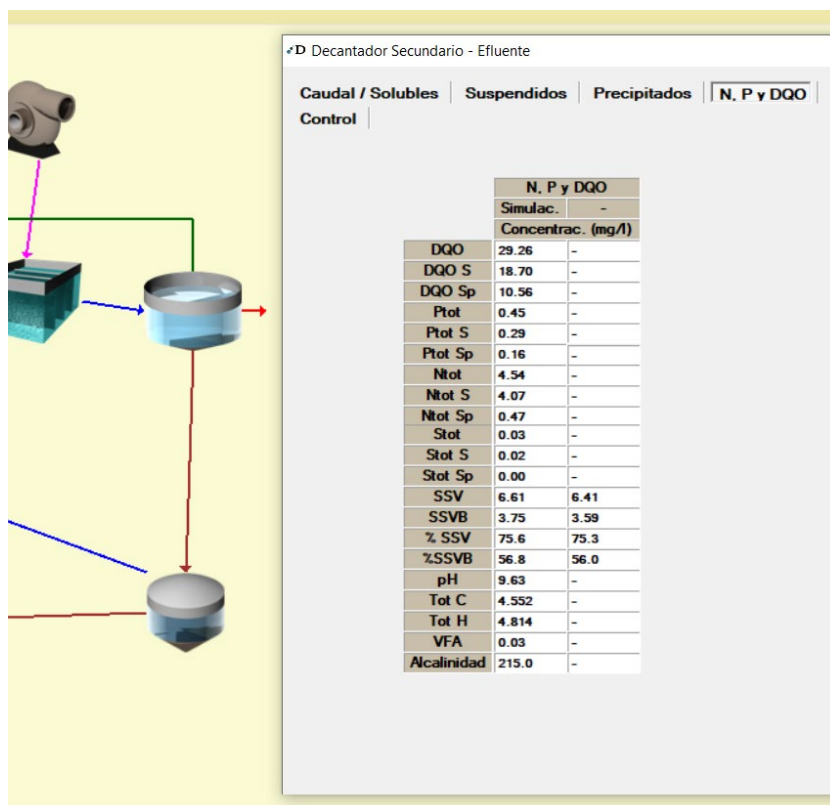 D Decantador Secundario - Efluente
Caudal / Solubles Suspendidos Precipitados N, P y DQO
Control
N, P y DQO
Simulac. -
Concentrac. (mg/l)
DQO 29.26 -
DQO S 18.70 -
DQO Sp 10.56 -
Ptot 0.45 -
Ptot S 0.29 -
Ptot Sp 0.16 -
Ntot 4.54 -
Ntot S 4.07 -
Ntot Sp 0.47 -
Stot 0.03 -
Stot S 0.02 -
Stot Sp 0.00 -
SSV 6.61 6.41
SSVB 3.75 3.59
% SSV 75.6 75.3
%SSVB 56.8 56.0
pH 9.63 -
Tot C 4.552 -
Tot H 4.814 -
VFA 0.03 -
Alcalinidad 215.0 -